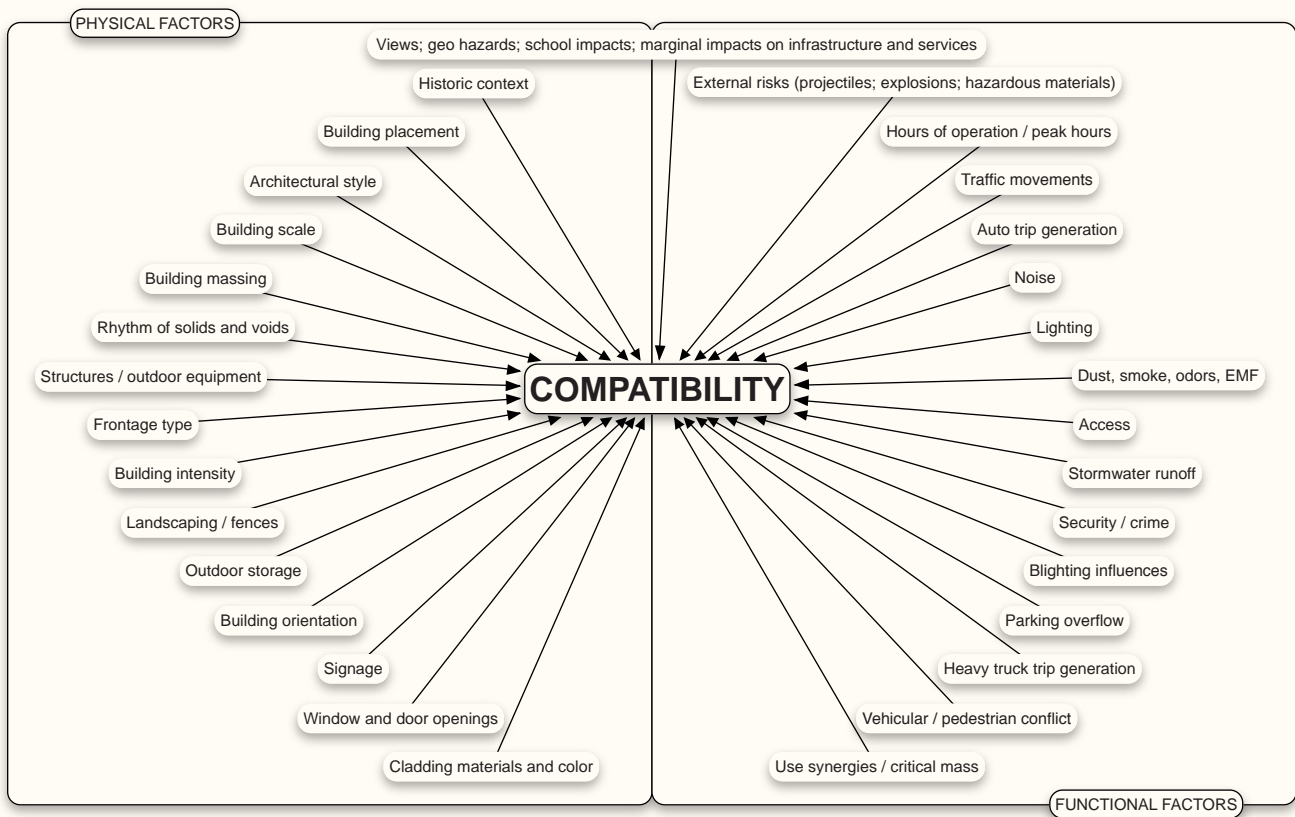 PHYSICAL FACTORS
Views; geo hazards; school impacts; marginal impacts on infrastructure and services
Historic context
Building placement
Architectural style
Building scale
Building massing
Rhythm of solids and voids
Structures / outdoor equipment
Frontage type
Building intensity
Landscaping / fences
Outdoor storage
Building orientation
Signage
Window and door openings
Cladding materials and color
COMPATIBILITY
External risks (projectiles; explosions; hazardous materials)
Hours of operation / peak hours
Traffic movements
Auto trip generation
Noise
Lighting
Dust, smoke, odors, EMF
Access
Stormwater runoff
Security / crime
Blighting influences
Parking overflow
Heavy truck trip generation
Vehicular / pedestrian conflict
Use synergies / critical mass
FUNCTIONAL FACTORS